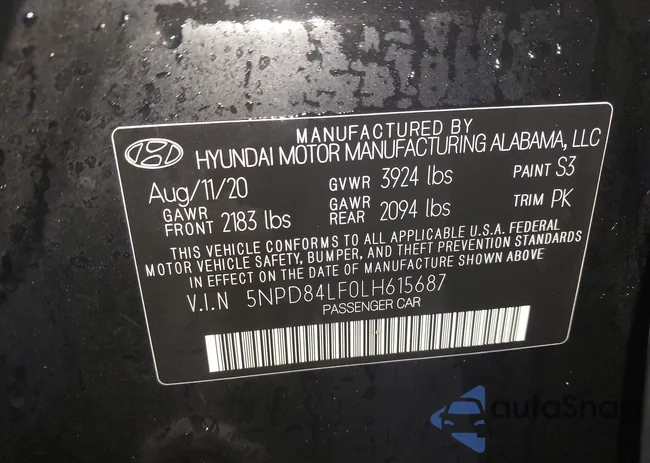 MANUFACTURED BY
HYUNDAI MOTOR MANUFACTURING ALABAMA, LLC
Aug/11/20 GVWR 3924 lbs PAINT S3
GAWR FRONT 2183 lbs GAWR REAR 2094 lbs TRIM PK
THIS VEHICLE CONFORMS TO ALL APPLICABLE U.S.A. FEDERAL
MOTOR VEHICLE SAFETY, BUMPER, AND THEFT PREVENTION STANDARDS
IN EFFECT ON THE DATE OF MANUFACTURE SHOWN ABOVE
V.I.N 5NPD84LF0LH615687
PASSENGER CAR
autoSnap